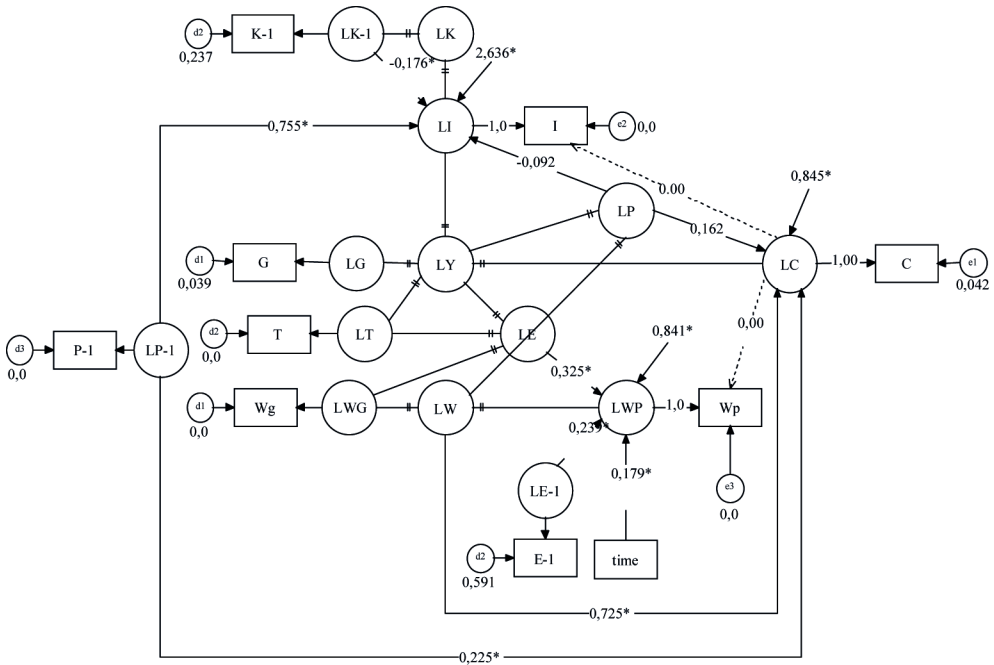 d2
K-1
LK-1
LK
0,237
-0,176*
2,636*
0,755*
LI
1,0
I
e2
0,0
-0,092
0.00
0,845*
LP
0,162
d1
G
LG
LY
LC
1,00
C
e1
0,039
0,042
d2
T
LT
LE
0,00
0,841*
0,0
d3
P-1
LP-1
0,0
0,325*
d1
Wg
LWG
LW
LWP
1,0
Wp
0,0
0,239*
0,179*
LE-1
e3
0,0
d2
E-1
time
0,591
0,725*
0,225*